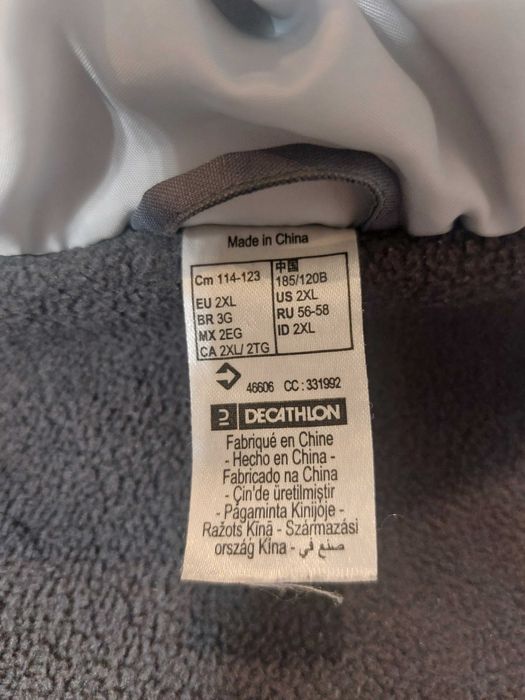 Made in China
Cm 114-123
EU 2XL
BR 3G
MX 2EG
CA 2XL/ 2TG
中国
185/120B
US 2XL
RU 56-58
ID 2XL
46606 CC : 331992
DECATHLON
Fabriqué en Chine
- Hecho en China -
Fabricado na China
- Çin'de üretilmiştir
- Pagaminta Kinijoje -
Ražots Ķīnā - Származási
ország Kína - صنع في